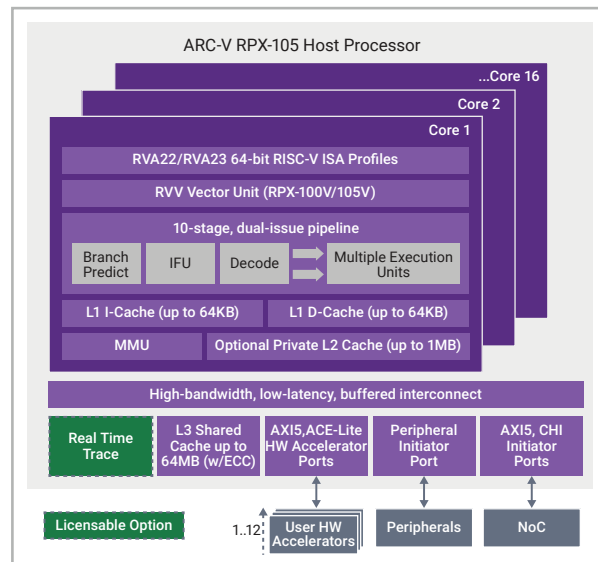 ARC-V RPX-105 Host Processor
...Core 16
Core 2
Core 1
RVA22/RVA23 64-bit RISC-V ISA Profiles
RVV Vector Unit (RPX-100V/105V)
10-stage, dual-issue pipeline
Branch
Predict
IFU
Decode
Multiple Execution
Units
L1 I-Cache (up to 64KB)
L1 D-Cache (up to 64KB)
MMU
Optional Private L2 Cache (up to 1MB)
High-bandwidth, low-latency, buffered interconnect
Real Time
Trace
L3 Shared
Cache up to
64MB (w/ECC)
AXI5,ACE-Lite
HW Accelerator
Ports
Peripheral
Initiator
Port
AXI5, CHI
Initiator
Ports
Licensable Option
1..12
User HW
Accelerators
Peripherals
NoC